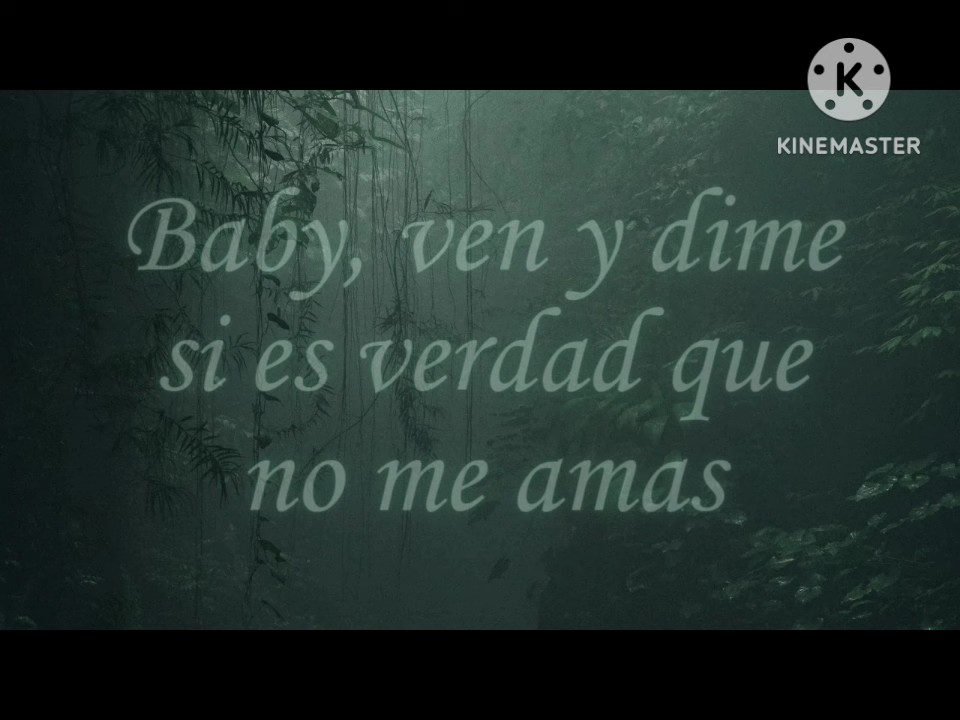 K
KINEMASTER
Baby, ven y dime
si es verdad que
no me amas